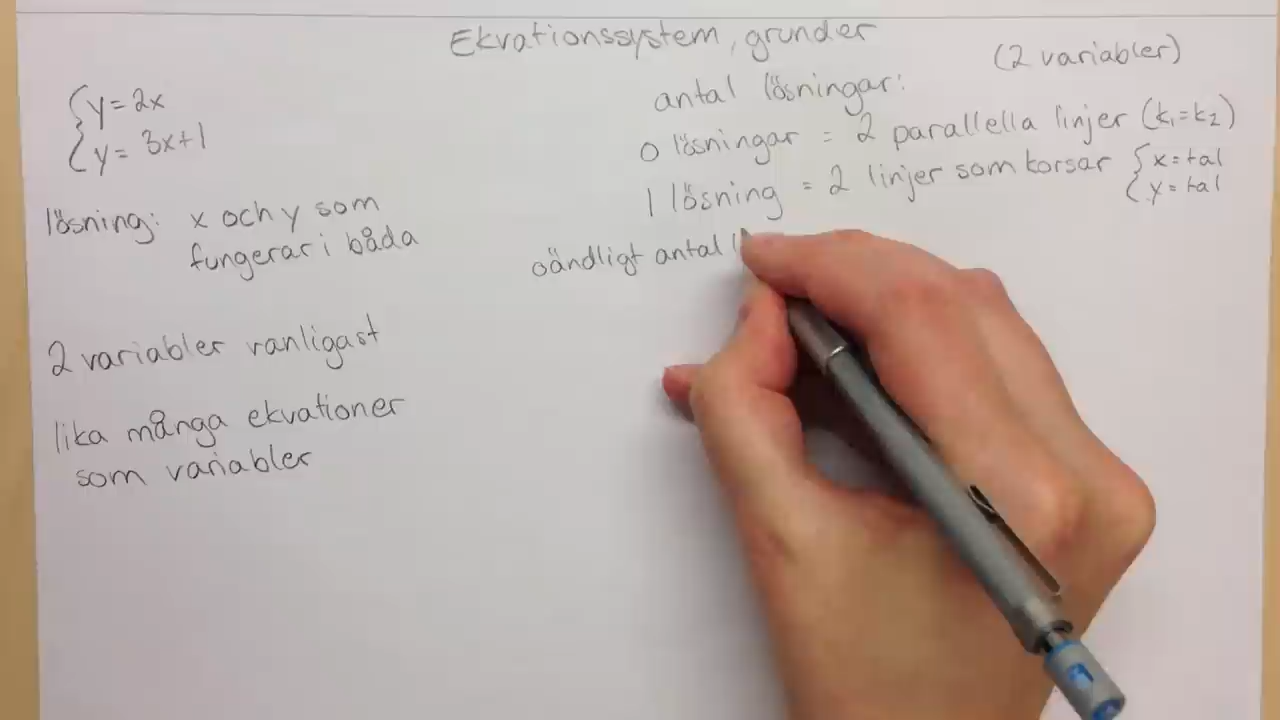 Ekvationssystem, grunder
(2 variabler)
y=2x
y=3x+1
lösning: x och y som
fungerar i båda
2 variabler vanligast
lika många ekvationer
som variabler
antal lösningar:
0 lösningar = 2 parallella linjer (k₁=k₂)
1 lösning = 2 linjer som korsar { x=tal
{ y=tal
oändligt antal